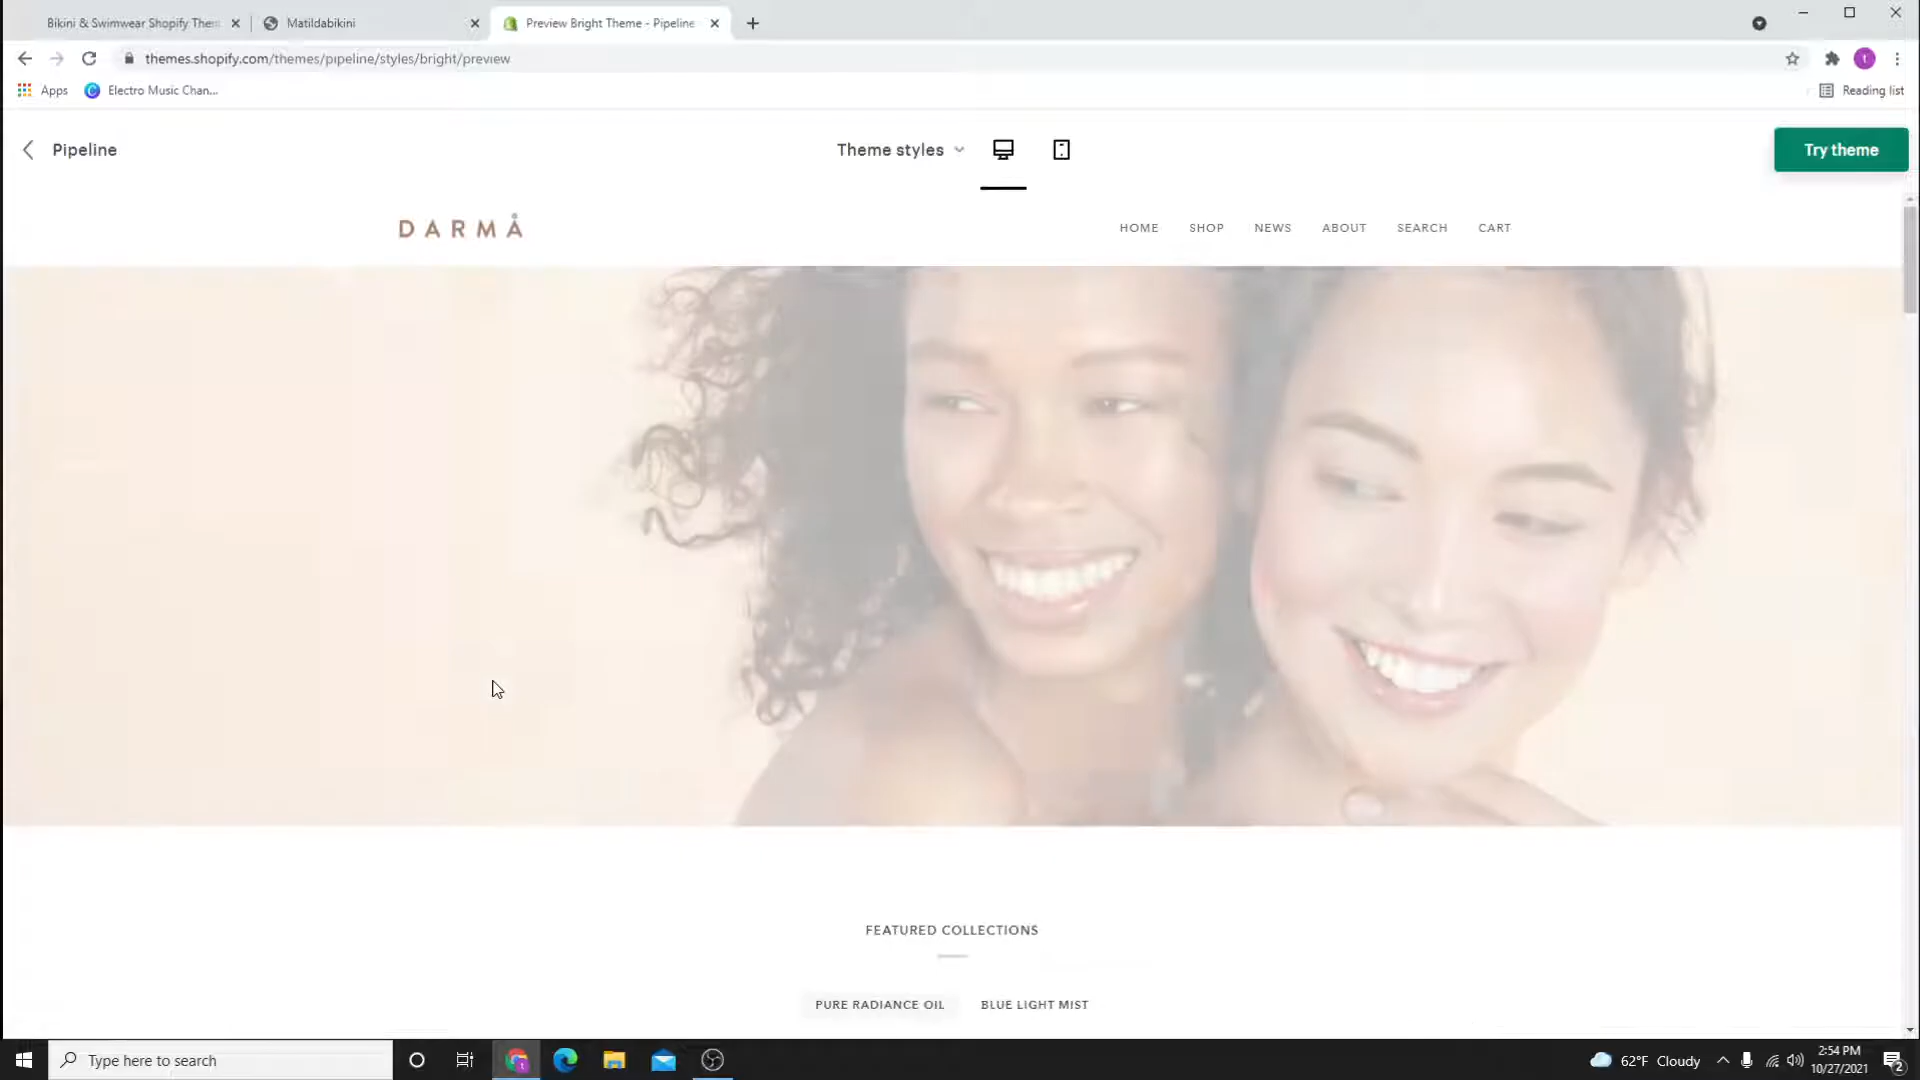 Bikini & Swimwear Shopify Them
Matildabikini
Preview Bright Theme - Pipeline
themes.shopify.com/themes/pipeline/styles/bright/preview
Apps
Electro Music Chan...
Reading list
Pipeline
Theme styles
Try theme
DARMÅ
HOME SHOP NEWS ABOUT SEARCH CART
FEATURED COLLECTIONS
PURE RADIANCE OIL BLUE LIGHT MIST
Type here to search
62°F Cloudy
2:54 PM
10/27/2021
2
t